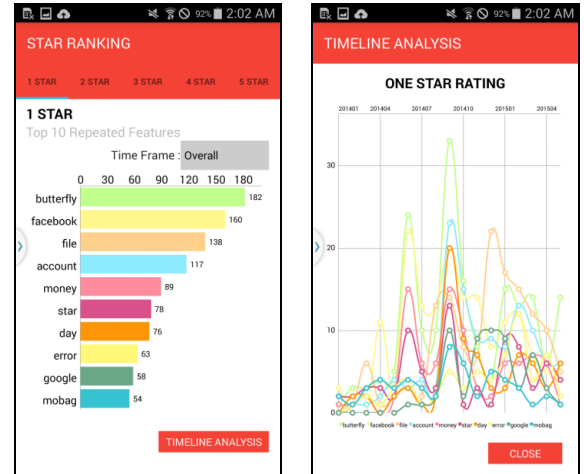 92% 2:02 AM
STAR RANKING
1 STAR 2 STAR 3 STAR 4 STAR 5 STAR
1 STAR
Top 10 Repeated Features
Time Frame : Overall
0 30 60 90 120 150 180
butterfly 182
facebook 160
file 138
account 117
money 89
star 78
day 76
error 63
google 58
mobag 54
TIMELINE ANALYSIS
92% 2:02 AM
TIMELINE ANALYSIS
ONE STAR RATING
201401 201404 201407 201410 201501 201504
30
20
10
0
butterfly facebook file account money star day error google mobag
CLOSE